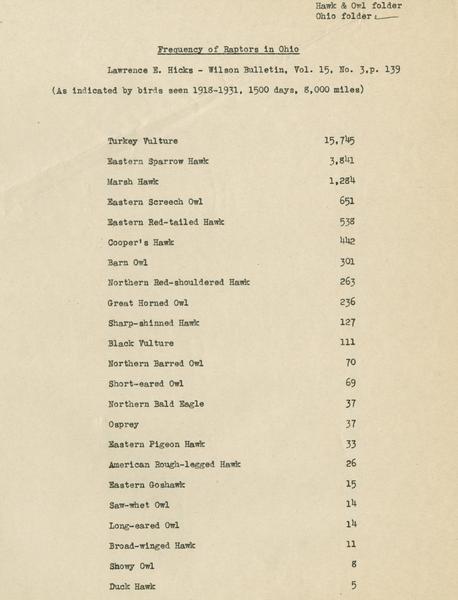 Hawk & Owl folder
Ohio folder
Frequency of Raptors in Ohio
Lawrence E. Hicks - Wilson Bulletin, Vol. 15, No. 3,p. 139
(As indicated by birds seen 1918-1931, 1500 days, 8,000 miles)
Turkey Vulture 15,745
Eastern Sparrow Hawk 3,841
Marsh Hawk 1,284
Eastern Screech Owl 651
Eastern Red-tailed Hawk 538
Cooper's Hawk 442
Barn Owl 301
Northern Red-shouldered Hawk 263
Great Horned Owl 236
Sharp-shinned Hawk 127
Black Vulture 111
Northern Barred Owl 70
Short-eared Owl 69
Northern Bald Eagle 37
Osprey 37
Eastern Pigeon Hawk 33
American Rough-legged Hawk 26
Eastern Goshawk 15
Saw-whet Owl 14
Long-eared Owl 14
Broad-winged Hawk 11
Showy Owl 8
Duck Hawk 5